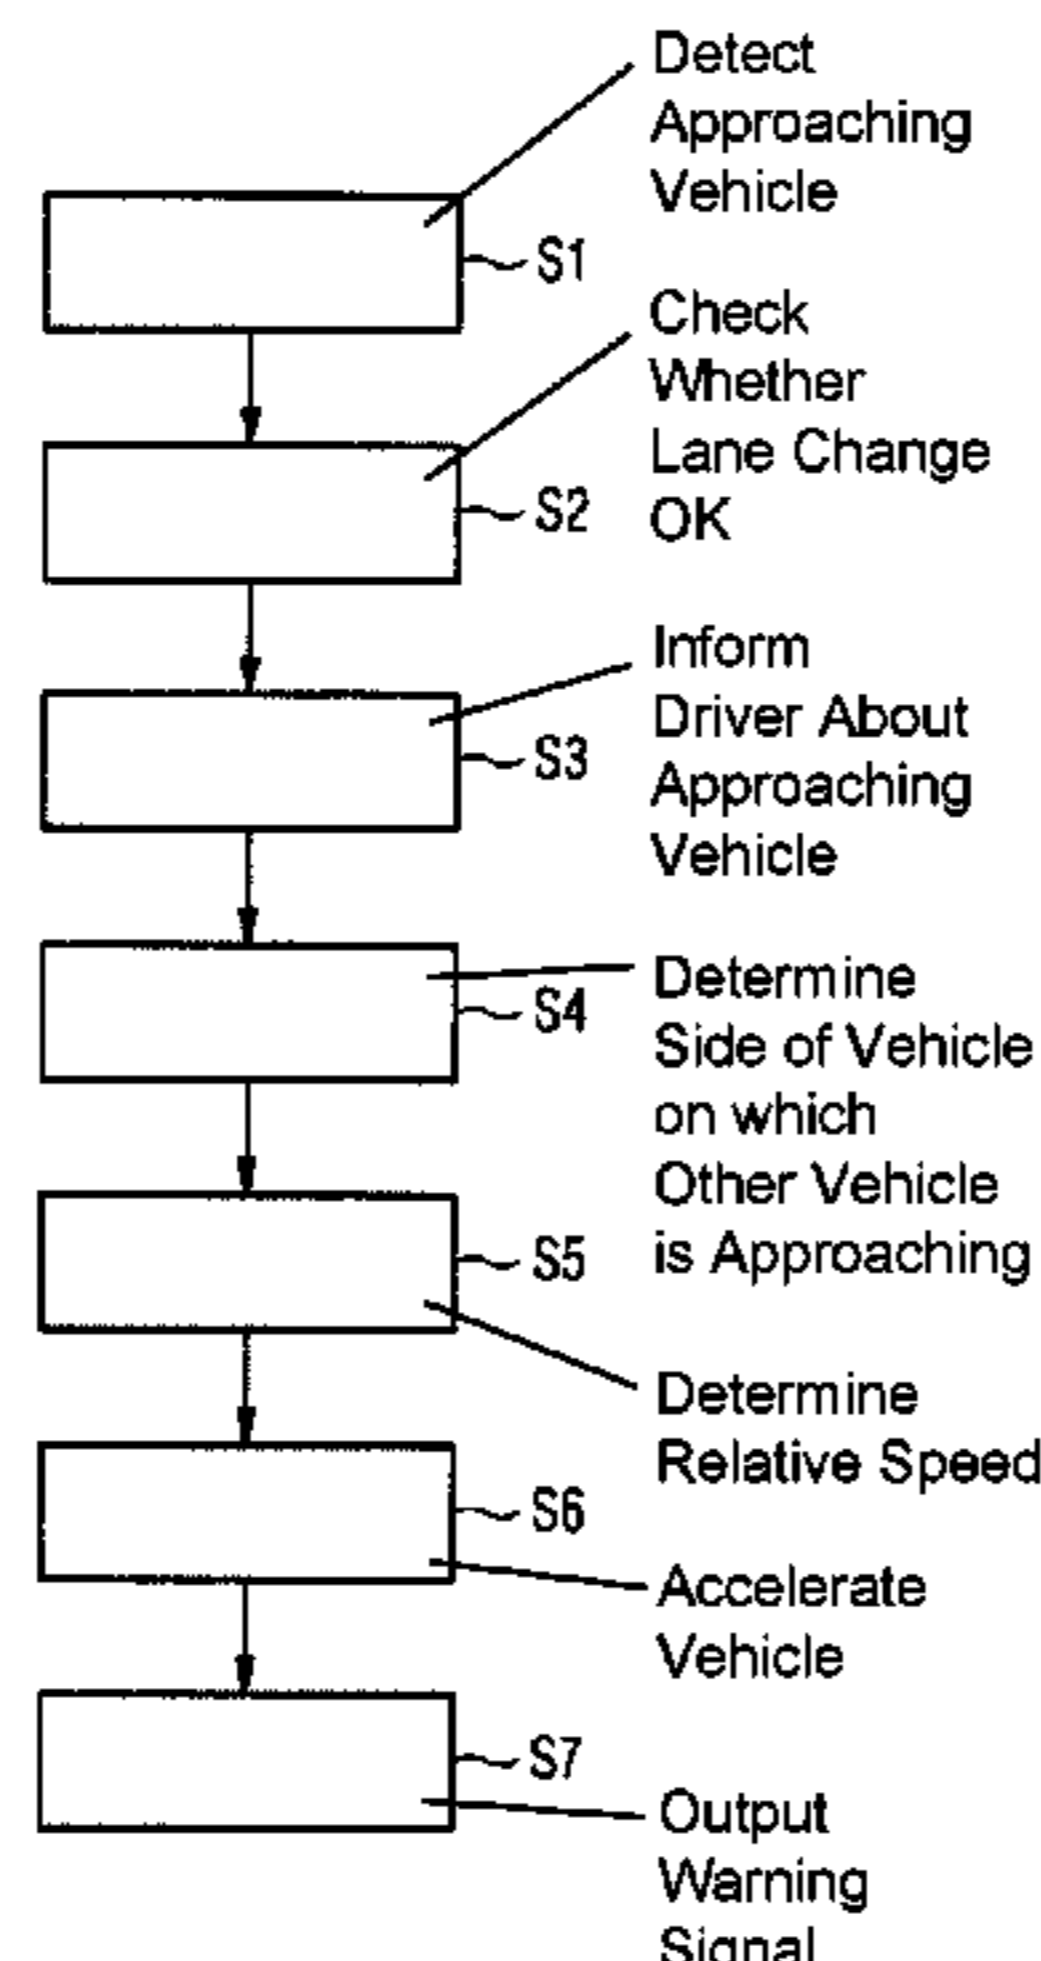 Detect
Approaching
Vehicle
S1
Check
Whether
Lane Change
OK
S2
Inform
Driver About
Approaching
Vehicle
S3
Determine
Side of Vehicle
on which
Other Vehicle
is Approaching
S4
S5
Determine
Relative Speed
S6
Accelerate
Vehicle
S7
Output
Warning
Signal